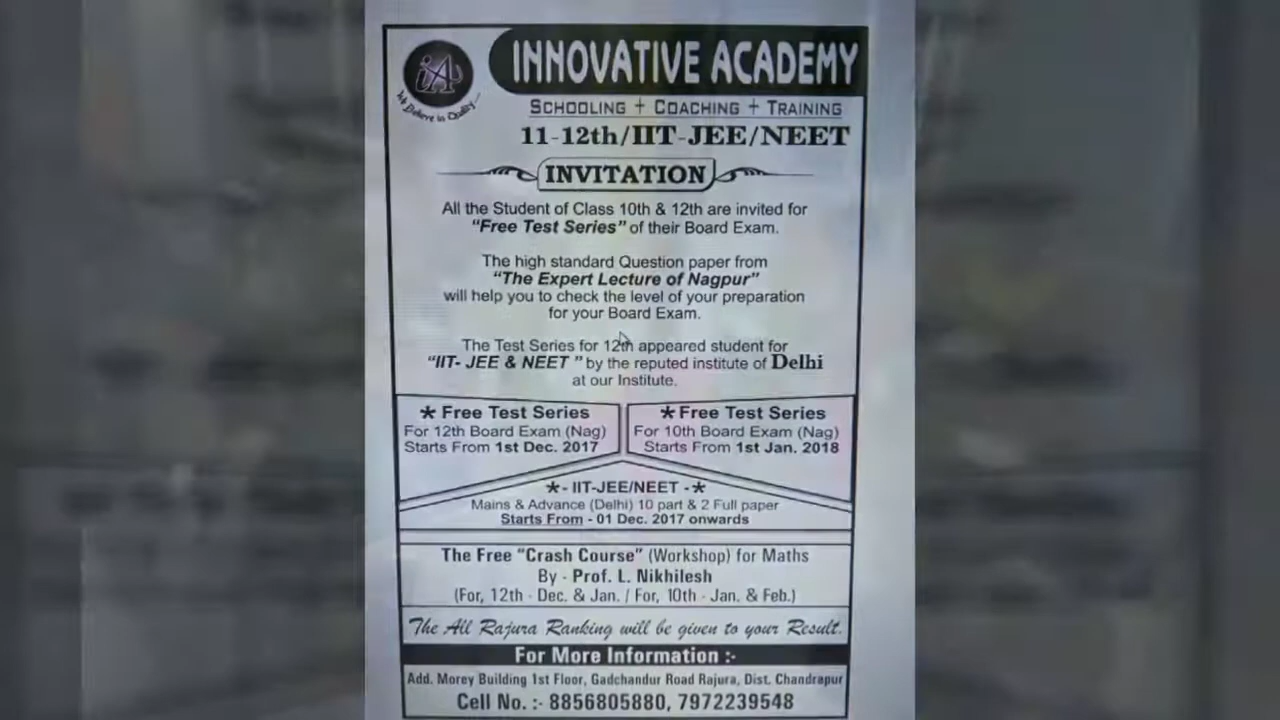 iA
We Believe in Quality....
INNOVATIVE ACADEMY
SCHOOLING + COACHING + TRAINING
11-12th/IIT-JEE/NEET
INVITATION
All the Student of Class 10th & 12th are invited for
“Free Test Series” of their Board Exam.
The high standard Question paper from
“The Expert Lecture of Nagpur”
will help you to check the level of your preparation
for your Board Exam.
The Test Series for 12th appeared student for
“IIT- JEE & NEET ” by the reputed institute of Delhi
at our Institute.
* Free Test Series
For 12th Board Exam (Nag)
Starts From 1st Dec. 2017
* Free Test Series
For 10th Board Exam (Nag)
Starts From 1st Jan. 2018
*- IIT-JEE/NEET -*
Mains & Advance (Delhi) 10 part & 2 Full paper
Starts From - 01 Dec. 2017 onwards
The Free “Crash Course” (Workshop) for Maths
By - Prof. L. Nikhilesh
(For, 12th - Dec. & Jan. / For, 10th - Jan. & Feb.)
The All Rajura Ranking will be given to your Result.
For More Information :-
Add. Morey Building 1st Floor, Gadchandur Road Rajura, Dist. Chandrapur
Cell No. :- 8856805880, 7972239548